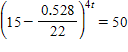 (15 − 0.528/22)^{4t} = 50